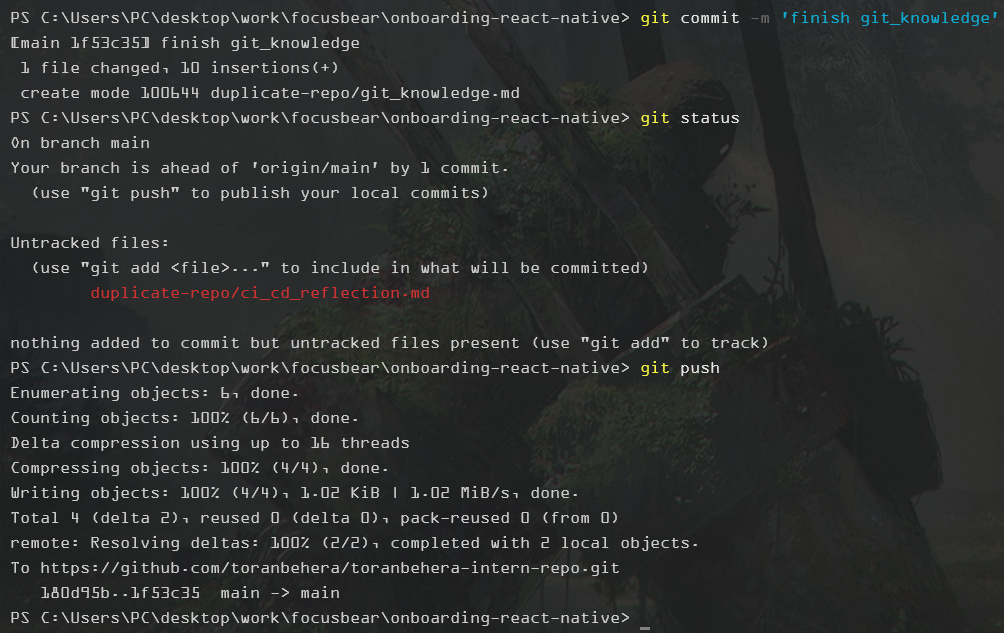 PS C:\Users\PC\desktop\work\focusbear\onboarding-react-native> git commit -m 'finish git_knowledge'
[main 1f53c35] finish git_knowledge
 1 file changed, 10 insertions(+)
 create mode 100644 duplicate-repo/git_knowledge.md
PS C:\Users\PC\desktop\work\focusbear\onboarding-react-native> git status
On branch main
Your branch is ahead of 'origin/main' by 1 commit.
  (use "git push" to publish your local commits)

Untracked files:
  (use "git add <file>..." to include in what will be committed)
        duplicate-repo/ci_cd_reflection.md

nothing added to commit but untracked files present (use "git add" to track)
PS C:\Users\PC\desktop\work\focusbear\onboarding-react-native> git push
Enumerating objects: 6, done.
Counting objects: 100% (6/6), done.
Delta compression using up to 16 threads
Compressing objects: 100% (4/4), done.
Writing objects: 100% (4/4), 1.02 KiB | 1.02 MiB/s, done.
Total 4 (delta 2), reused 0 (delta 0), pack-reused 0 (from 0)
remote: Resolving deltas: 100% (2/2), completed with 2 local objects.
To https://github.com/toranbehera/toranbehera-intern-repo.git
   180d95b..1f53c35  main -> main
PS C:\Users\PC\desktop\work\focusbear\onboarding-react-native>